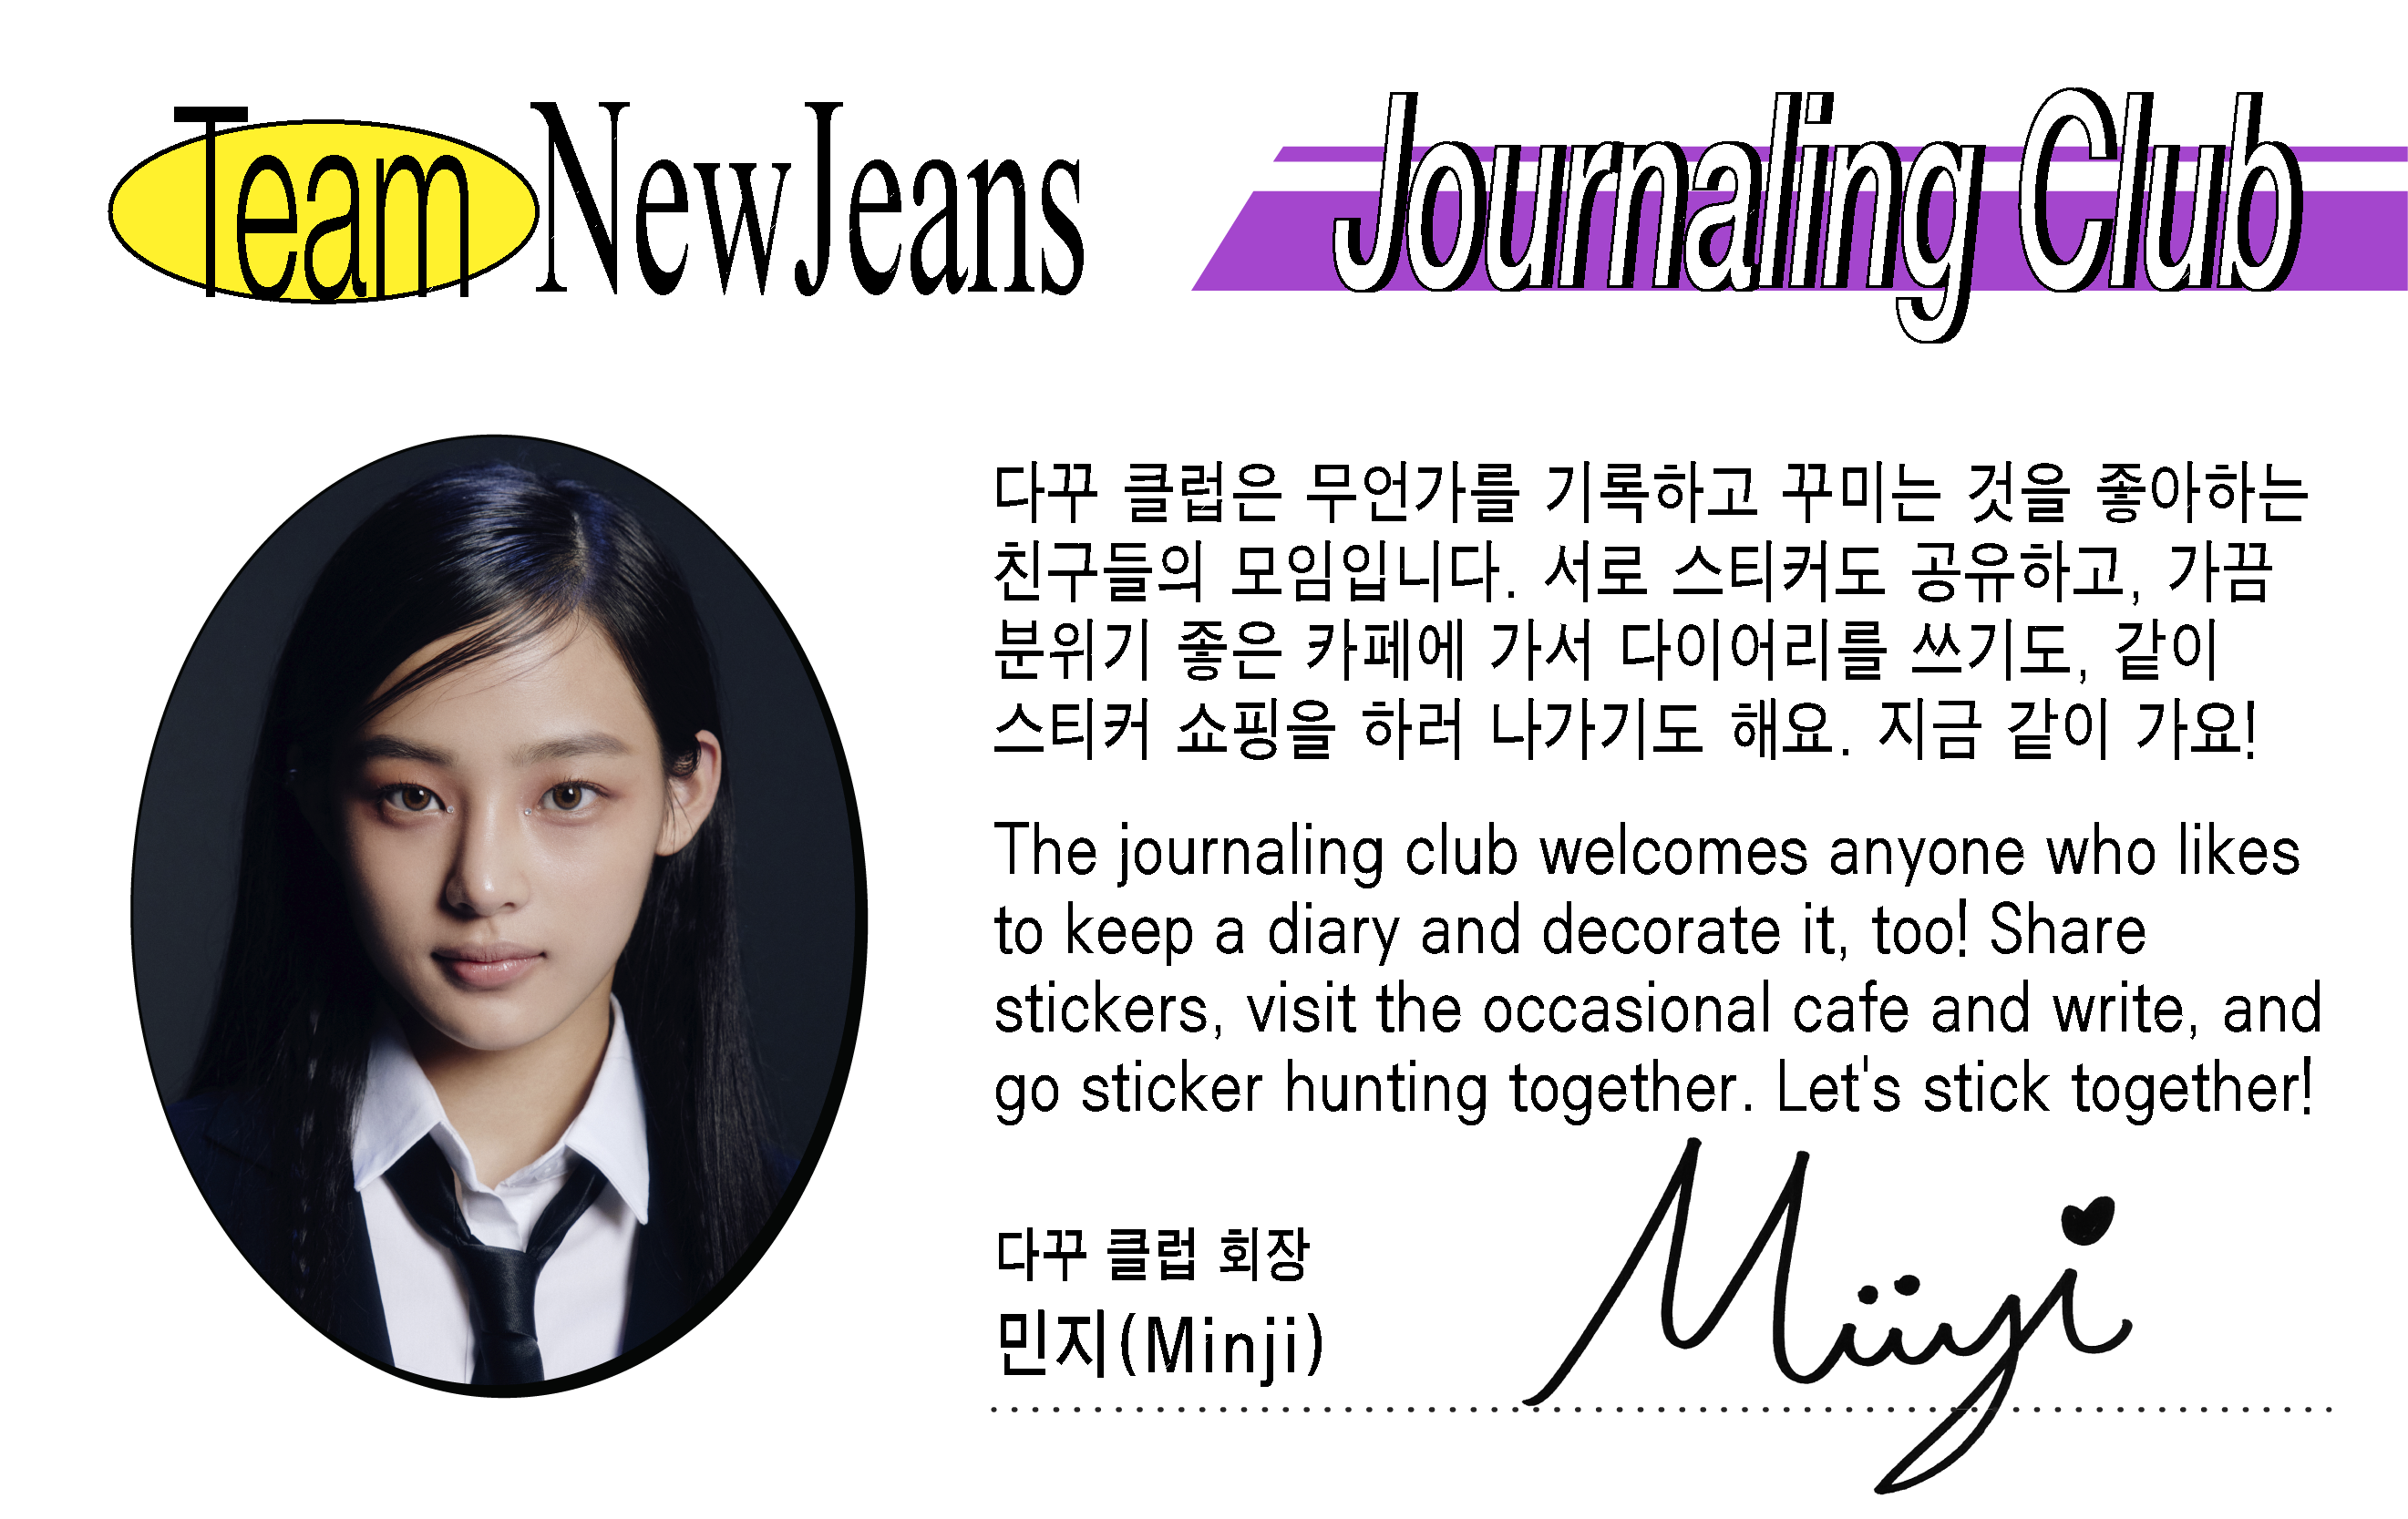 Team NewJeans
Journaling Club
다꾸 클럽은 무언가를 기록하고 꾸미는 것을 좋아하는
친구들의 모임입니다. 서로 스티커도 공유하고, 가끔
분위기 좋은 카페에 가서 다이어리를 쓰기도, 같이
스티커 쇼핑을 하러 나가기도 해요. 지금 같이 가요!
The journaling club welcomes anyone who likes
to keep a diary and decorate it, too! Share
stickers, visit the occasional cafe and write, and
go sticker hunting together. Let's stick together!
다꾸 클럽 회장
민지(Minji)
Minji